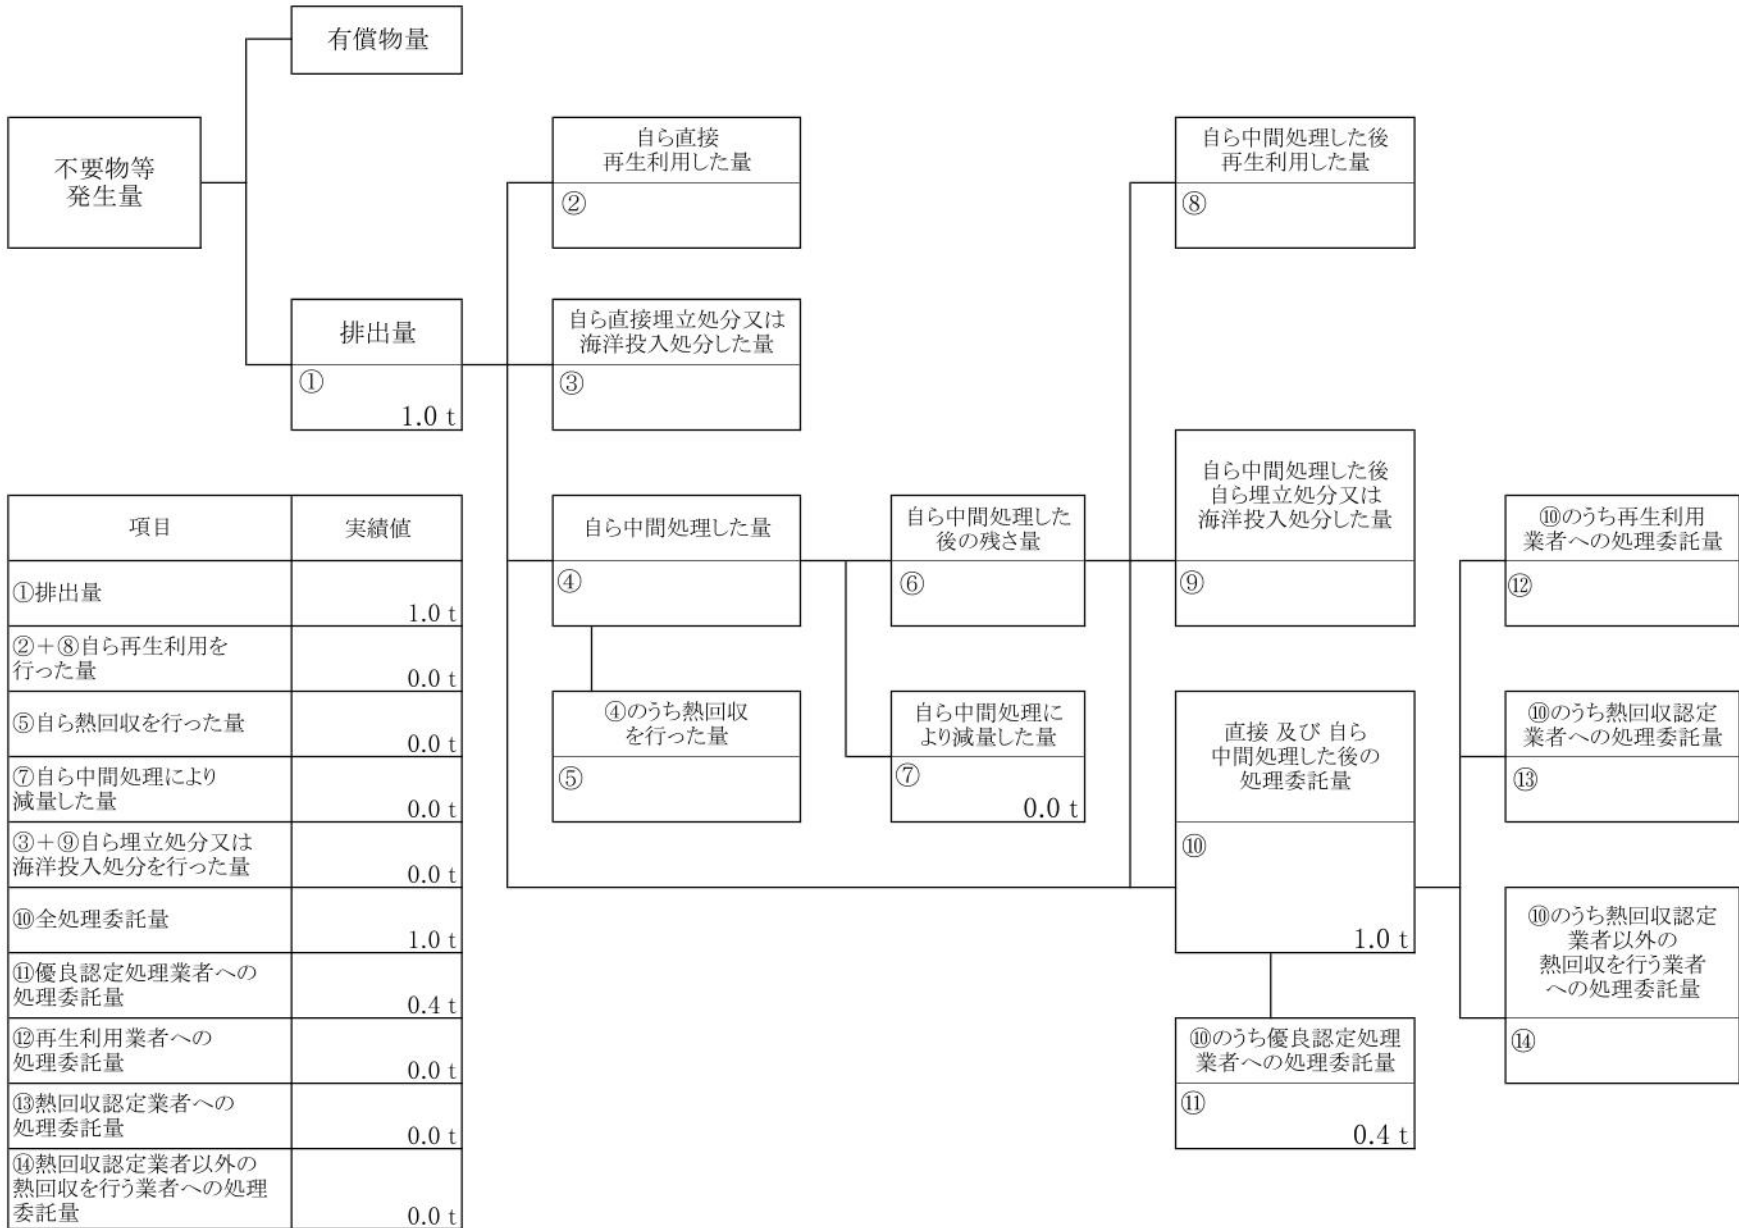 有償物量
不要物等
発生量
排出量
①
1.0 t
自ら直接
再生利用した量
②
自ら直接埋立処分又は
海洋投入処分した量
③
自ら中間処理した量
④
④のうち熱回収
を行った量
⑤
自ら中間処理した
後の残さ量
⑥
自ら中間処理に
より減量した量
⑦
0.0 t
自ら中間処理した後
再生利用した量
⑧
自ら中間処理した後
自ら埋立処分又は
海洋投入処分した量
⑨
直接 及び 自ら
中間処理した後の
処理委託量
⑩
1.0 t
⑩のうち優良認定処理
業者への処理委託量
⑪
0.4 t
⑩のうち再生利用
業者への処理委託量
⑫
⑩のうち熱回収認定
業者への処理委託量
⑬
⑩のうち熱回収認定
業者以外の
熱回収を行う業者
への処理委託量
⑭
項目 実績値
①排出量
1.0 t
②＋⑧自ら再生利用を
行った量
0.0 t
⑤自ら熱回収を行った量
0.0 t
⑦自ら中間処理により
減量した量
0.0 t
③＋⑨自ら埋立処分又は
海洋投入処分を行った量
0.0 t
⑩全処理委託量
1.0 t
⑪優良認定処理業者への
処理委託量
0.4 t
⑫再生利用業者への
処理委託量
0.0 t
⑬熱回収認定業者への
処理委託量
0.0 t
⑭熱回収認定業者以外の
熱回収を行う業者への処理
委託量
0.0 t